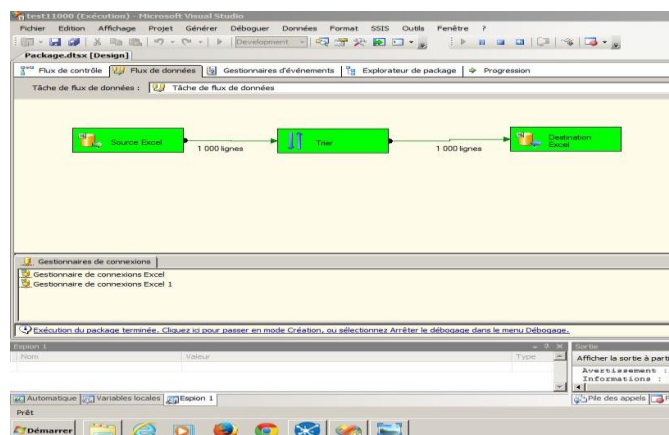 test11000 (Exécution) - Microsoft Visual Studio
Fichier Edition Affichage Projet Générer Déboguer Données Format SSIS Outils Fenêtre ?
Development
Package.dtsx [Design]
Flux de contrôle Flux de données Gestionnaires d'événements Explorateur de package Progression
Tâche de flux de données : Tâche de flux de données
Source Excel
1 000 lignes
Trier
1 000 lignes
Destination
Excel
Gestionnaires de connexions
Gestionnaire de connexions Excel
Gestionnaire de connexions Excel 1
Exécution du package terminée. Cliquez ici pour passer en mode Création, ou sélectionnez Arrêter le débogage dans le menu Débogage.
Espion 1
Sortie
Nom Valeur Type
Afficher la sortie à parti
Avertissement :
Informations :
Automatique Variables locales Espion 1
Pile des appels
Prêt
Démarrer